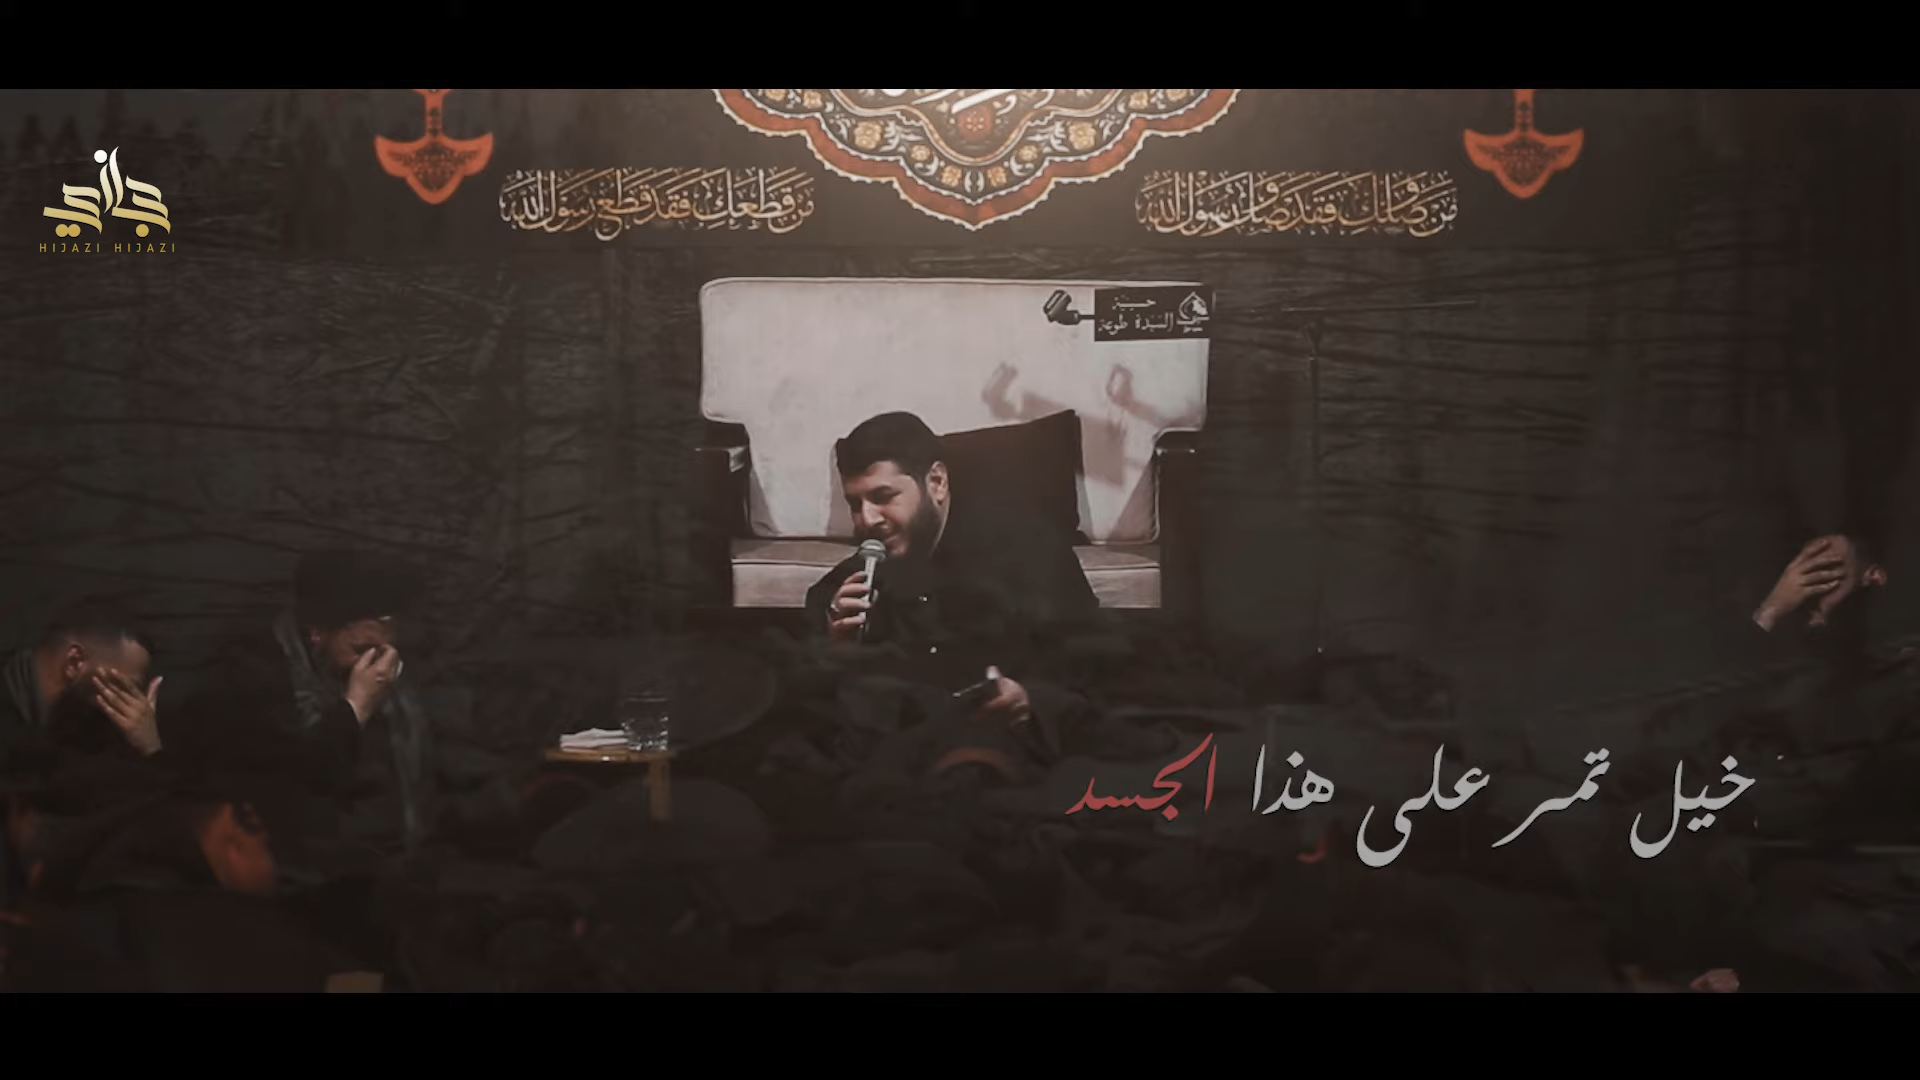 HIJAZI HIJAZI
من قطعك فقد قطع رسول الله
من وصلك فقد وصل رسول الله
حسينية
السيدة طوعة
خيل تمر على هذا الجسد